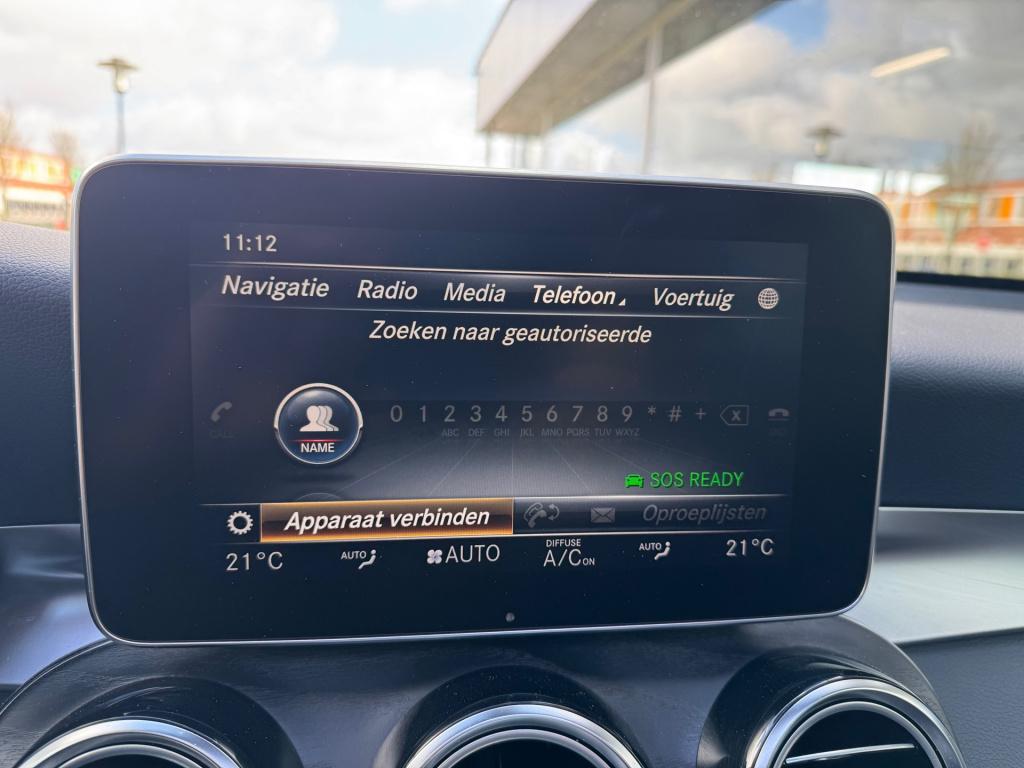 11:12
Navigatie Radio Media Telefoon Voertuig
Zoeken naar geautoriseerde
CALL 0 1 2 3 4 5 6 7 8 9 * # +
ABC DEF GHI JKL MNO PQRS TUV WXYZ
NAME
SOS READY
Apparaat verbinden Oproeplijsten
21°C AUTO AUTO DIFFUSE A/C ON AUTO 21°C